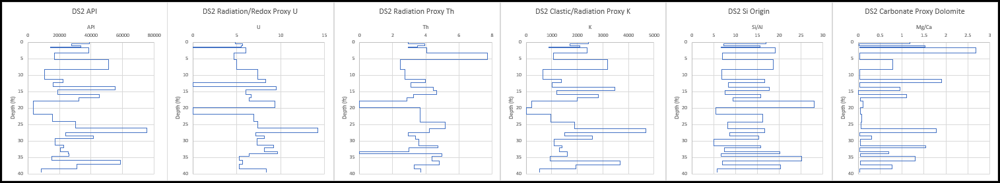 DS2 API
API
0 20000 40000 60000 80000
Depth (ft)
0
5
10
15
20
25
30
35
40
DS2 Radiation/Redox Proxy U
U
0 5 10 15
Depth (ft)
0
5
10
15
20
25
30
35
40
DS2 Radiation Proxy Th
Th
0 2 4 6 8
Depth (ft)
0
5
10
15
20
25
30
35
40
DS2 Clastic/Radiation Proxy K
K
0 1000 2000 3000 4000 5000
Depth (ft)
0
5
10
15
20
25
30
35
40
DS2 Si Origin
Si/Al
0 5 10 15 20 25 30
Depth (ft)
0
5
10
15
20
25
30
35
40
DS2 Carbonate Proxy Dolomite
Mg/Ca
0 0.5 1 1.5 2 2.5 3
Depth (ft)
0
5
10
15
20
25
30
35
40